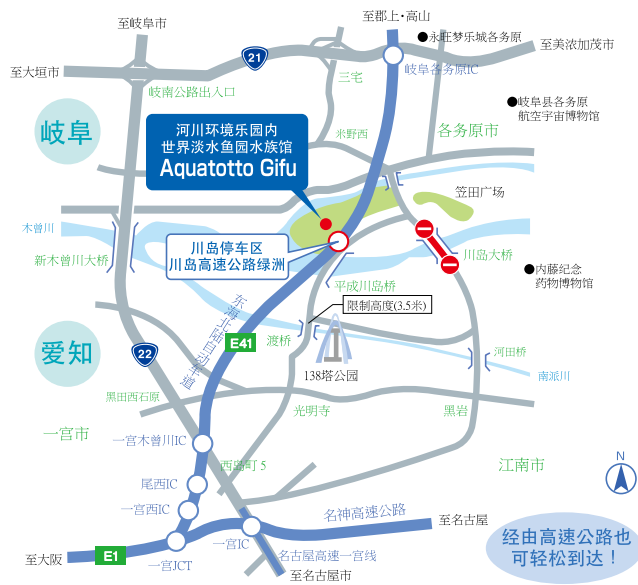 至郡上・高山
至岐阜市
永旺梦乐城各务原
至美浓加茂市
21
至大垣市
岐阜各务原IC
三宅
岐南公路出入口
岐阜县各务原
航空宇宙博物馆
河川环境乐园内
世界淡水鱼园水族馆
Aquatotto Gifu
米野西
各务原市
岐阜
笠田广场
木曾川
川岛停车区
川岛高速公路绿洲
新木曾川大桥
川岛大桥
内藤纪念
药物博物馆
平成川岛桥
限制高度(3.5米)
东海北陆自动车道
E41
渡桥
爱知
22
河田桥
138塔公园
南派川
黑田西石原
光明寺
黑岩
一宫市
一宫木曾川IC
西岛町5
江南市
N
尾西IC
一宫西IC
名神高速公路
至名古屋
经由高速公路也
可轻松到达！
一宫IC
E1
至大阪
一宫JCT
名古屋高速一宫线
至名古屋市